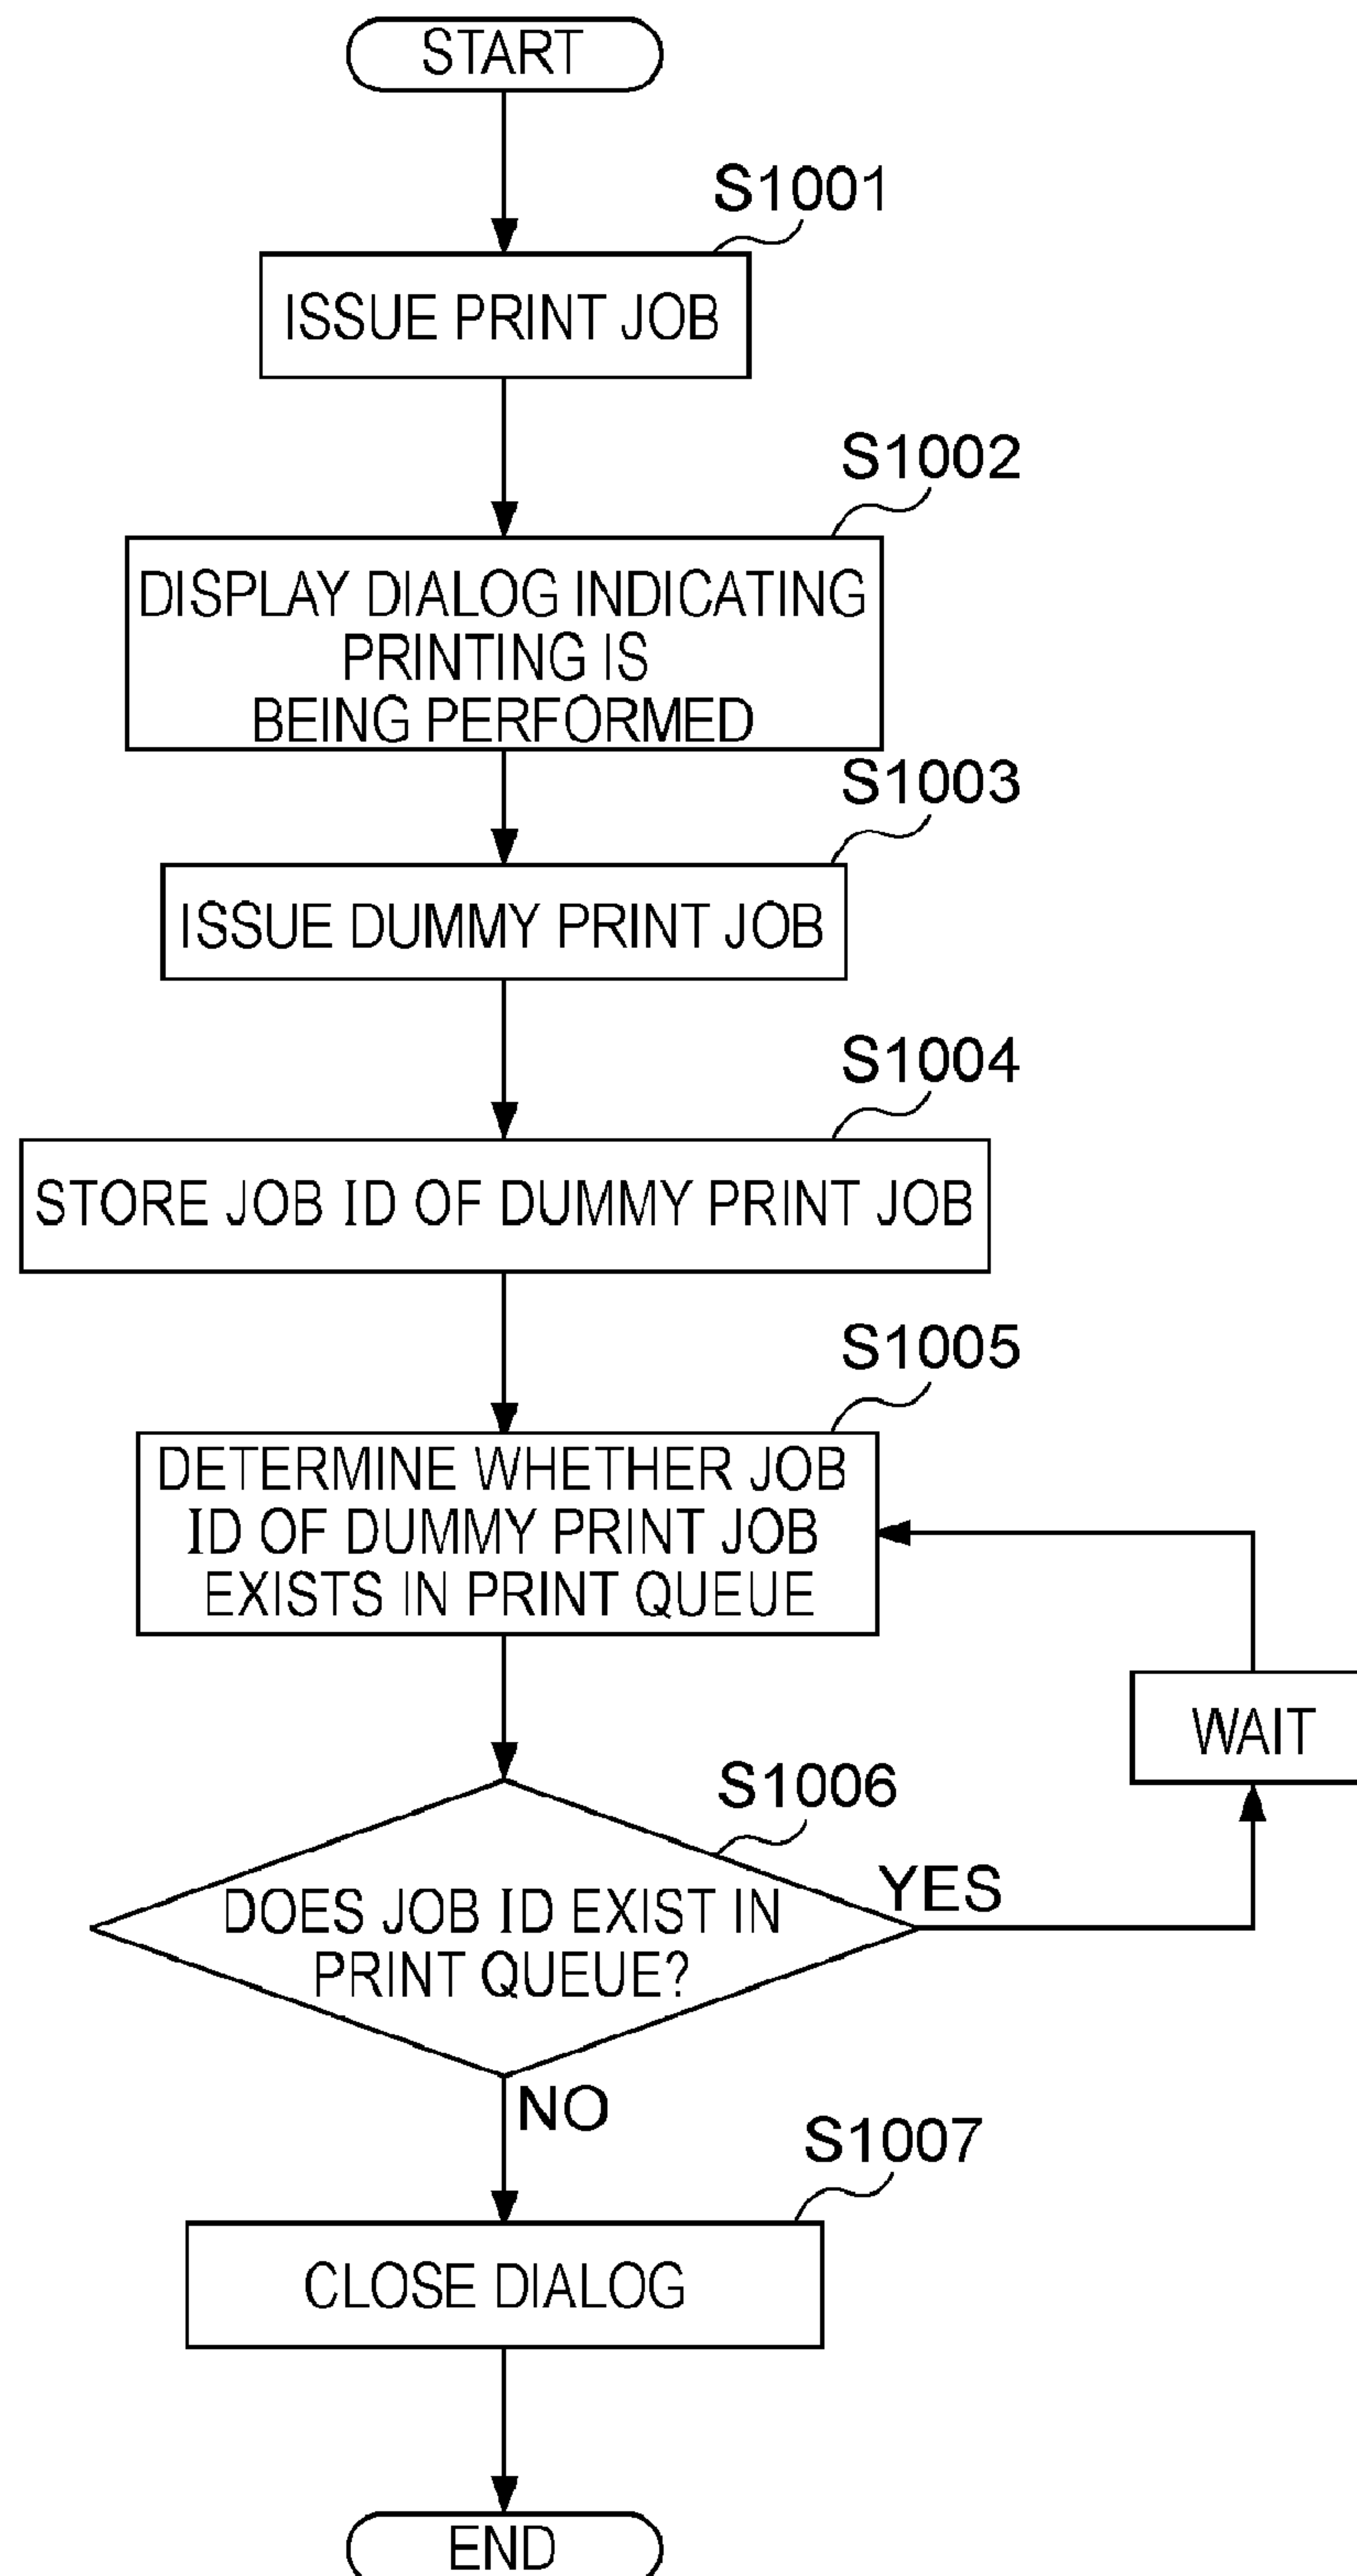 START
S1001
ISSUE PRINT JOB
S1002
DISPLAY DIALOG INDICATING
PRINTING IS
BEING PERFORMED
S1003
ISSUE DUMMY PRINT JOB
S1004
STORE JOB ID OF DUMMY PRINT JOB
S1005
DETERMINE WHETHER JOB
ID OF DUMMY PRINT JOB
EXISTS IN PRINT QUEUE
WAIT
S1006
DOES JOB ID EXIST IN
PRINT QUEUE?
YES
NO
S1007
CLOSE DIALOG
END